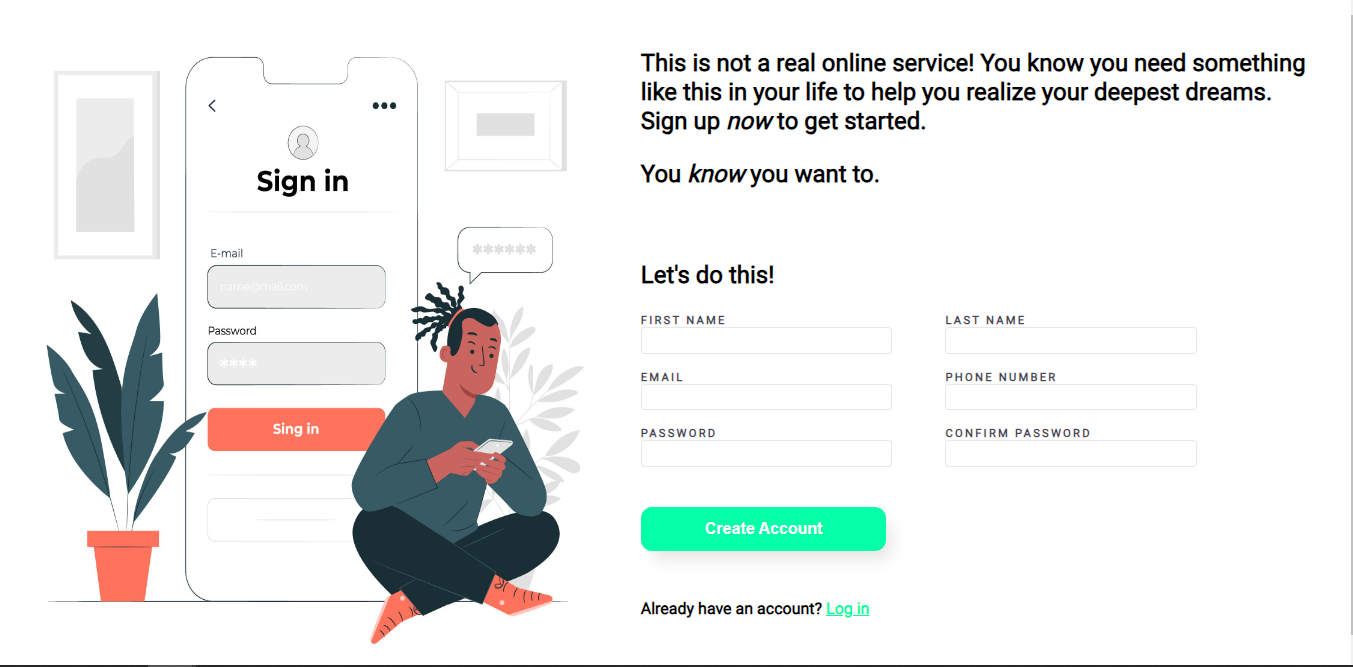 Sign in
E-mail
name@mail.com
Password
****
Sing in
******
This is not a real online service! You know you need something
like this in your life to help you realize your deepest dreams.
Sign up now to get started.
You know you want to.
Let's do this!
FIRST NAME
LAST NAME
EMAIL
PHONE NUMBER
PASSWORD
CONFIRM PASSWORD
Create Account
Already have an account? Log in